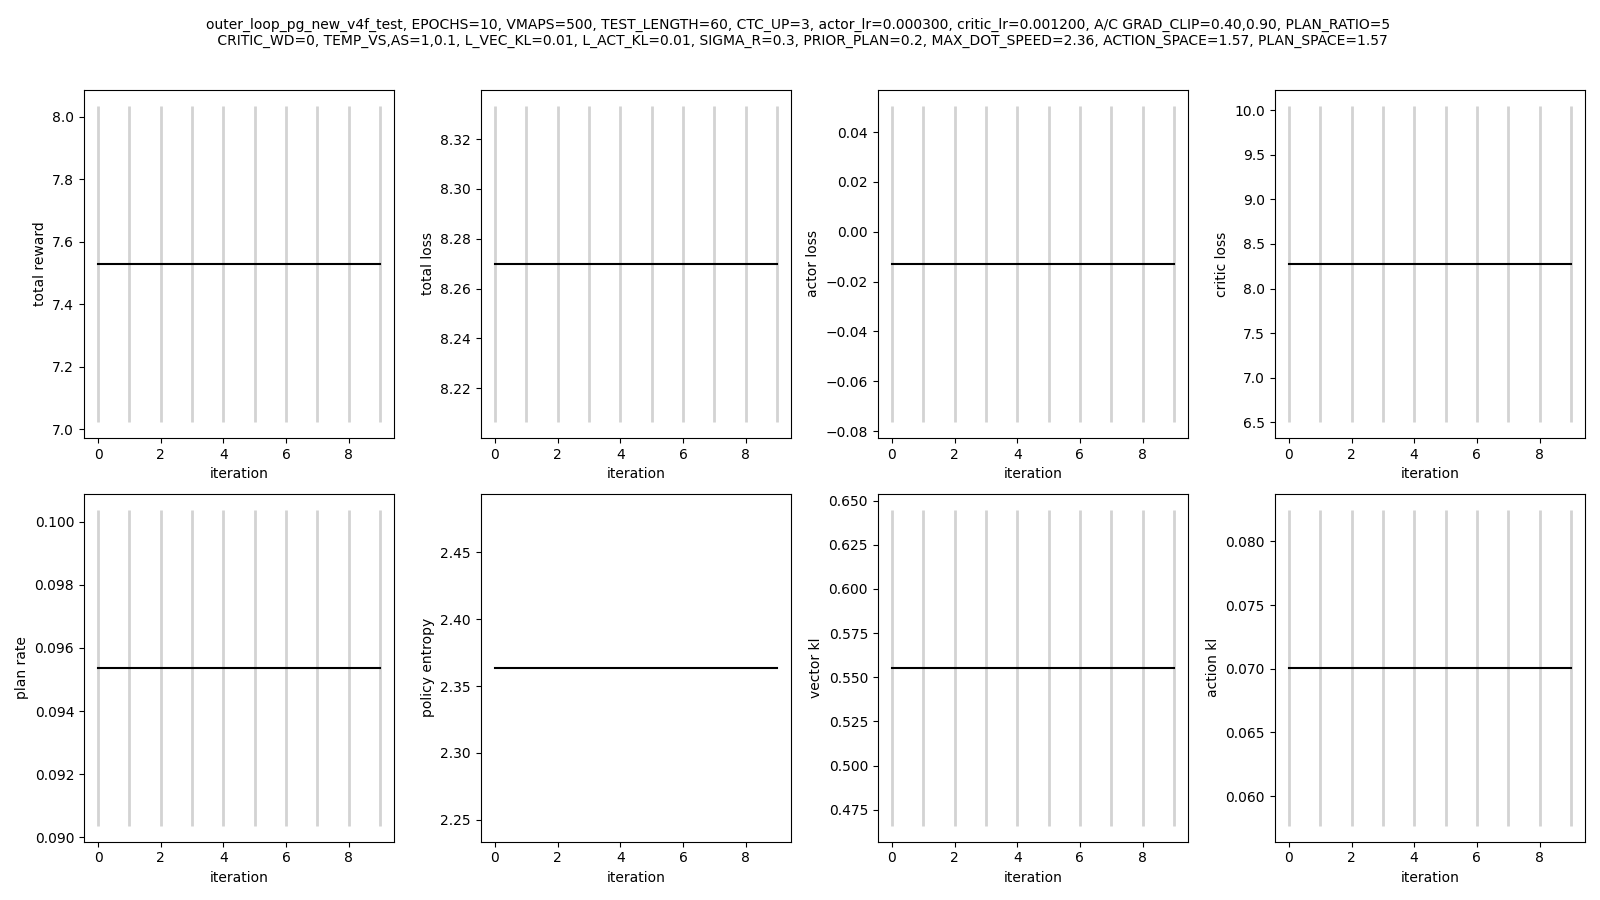 outer_loop_pg_new_v4f_test, EPOCHS=10, VMAPS=500, TEST_LENGTH=60, CTC_UP=3, actor_lr=0.000300, critic_lr=0.001200, A/C GRAD_CLIP=0.40,0.90, PLAN_RATIO=5
CRITIC_WD=0, TEMP_VS,AS=1,0.1, L_VEC_KL=0.01, L_ACT_KL=0.01, SIGMA_R=0.3, PRIOR_PLAN=0.2, MAX_DOT_SPEED=2.36, ACTION_SPACE=1.57, PLAN_SPACE=1.57
total reward
8.0
7.8
7.6
7.4
7.2
7.0
0 2 4 6 8
iteration
total loss
8.32
8.30
8.28
8.26
8.24
8.22
0 2 4 6 8
iteration
actor loss
0.04
0.02
0.00
−0.02
−0.04
−0.06
−0.08
0 2 4 6 8
iteration
critic loss
10.0
9.5
9.0
8.5
8.0
7.5
7.0
6.5
0 2 4 6 8
iteration
plan rate
0.100
0.098
0.096
0.094
0.092
0.090
0 2 4 6 8
iteration
policy entropy
2.45
2.40
2.35
2.30
2.25
0 2 4 6 8
iteration
vector kl
0.650
0.625
0.600
0.575
0.550
0.525
0.500
0.475
0 2 4 6 8
iteration
action kl
0.080
0.075
0.070
0.065
0.060
0 2 4 6 8
iteration